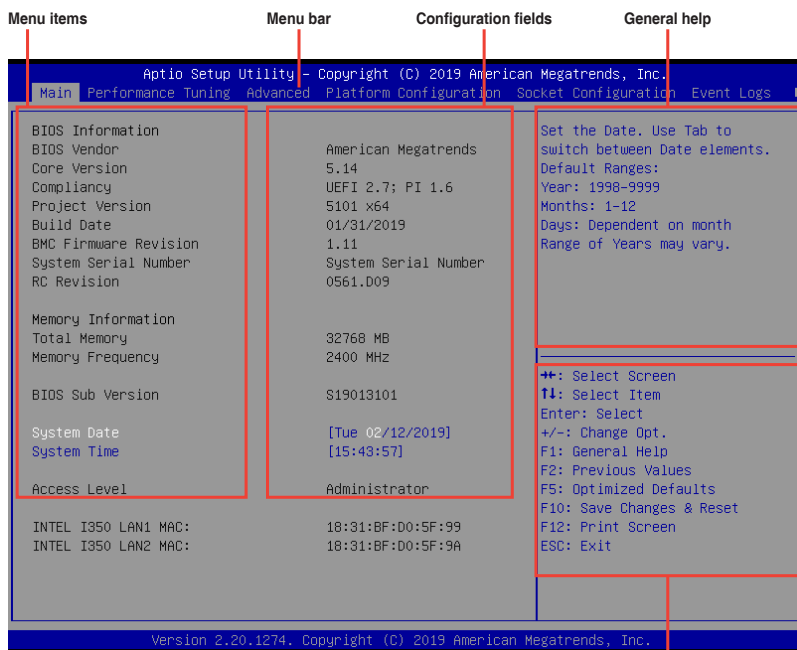 Menu items Menu bar Configuration fields General help
Aptio Setup Utility – Copyright (C) 2019 American Megatrends, Inc.
Main Performance Tuning Advanced Platform Configuration Socket Configuration Event Logs
BIOS Information
BIOS Vendor American Megatrends
Core Version 5.14
Compliancy UEFI 2.7; PI 1.6
Project Version 5101 x64
Build Date 01/31/2019
BMC Firmware Revision 1.11
System Serial Number System Serial Number
RC Revision 0561.D09
Memory Information
Total Memory 32768 MB
Memory Frequency 2400 MHz
BIOS Sub Version S19013101
System Date [Tue 02/12/2019]
System Time [15:43:57]
Access Level Administrator
INTEL I350 LAN1 MAC: 18:31:BF:D0:5F:99
INTEL I350 LAN2 MAC: 18:31:BF:D0:5F:9A
Set the Date. Use Tab to
switch between Date elements.
Default Ranges:
Year: 1998-9999
Months: 1-12
Days: Dependent on month
Range of Years may vary.
→←: Select Screen
↑↓: Select Item
Enter: Select
+/-: Change Opt.
F1: General Help
F2: Previous Values
F5: Optimized Defaults
F10: Save Changes & Reset
F12: Print Screen
ESC: Exit
Version 2.20.1274. Copyright (C) 2019 American Megatrends, Inc.